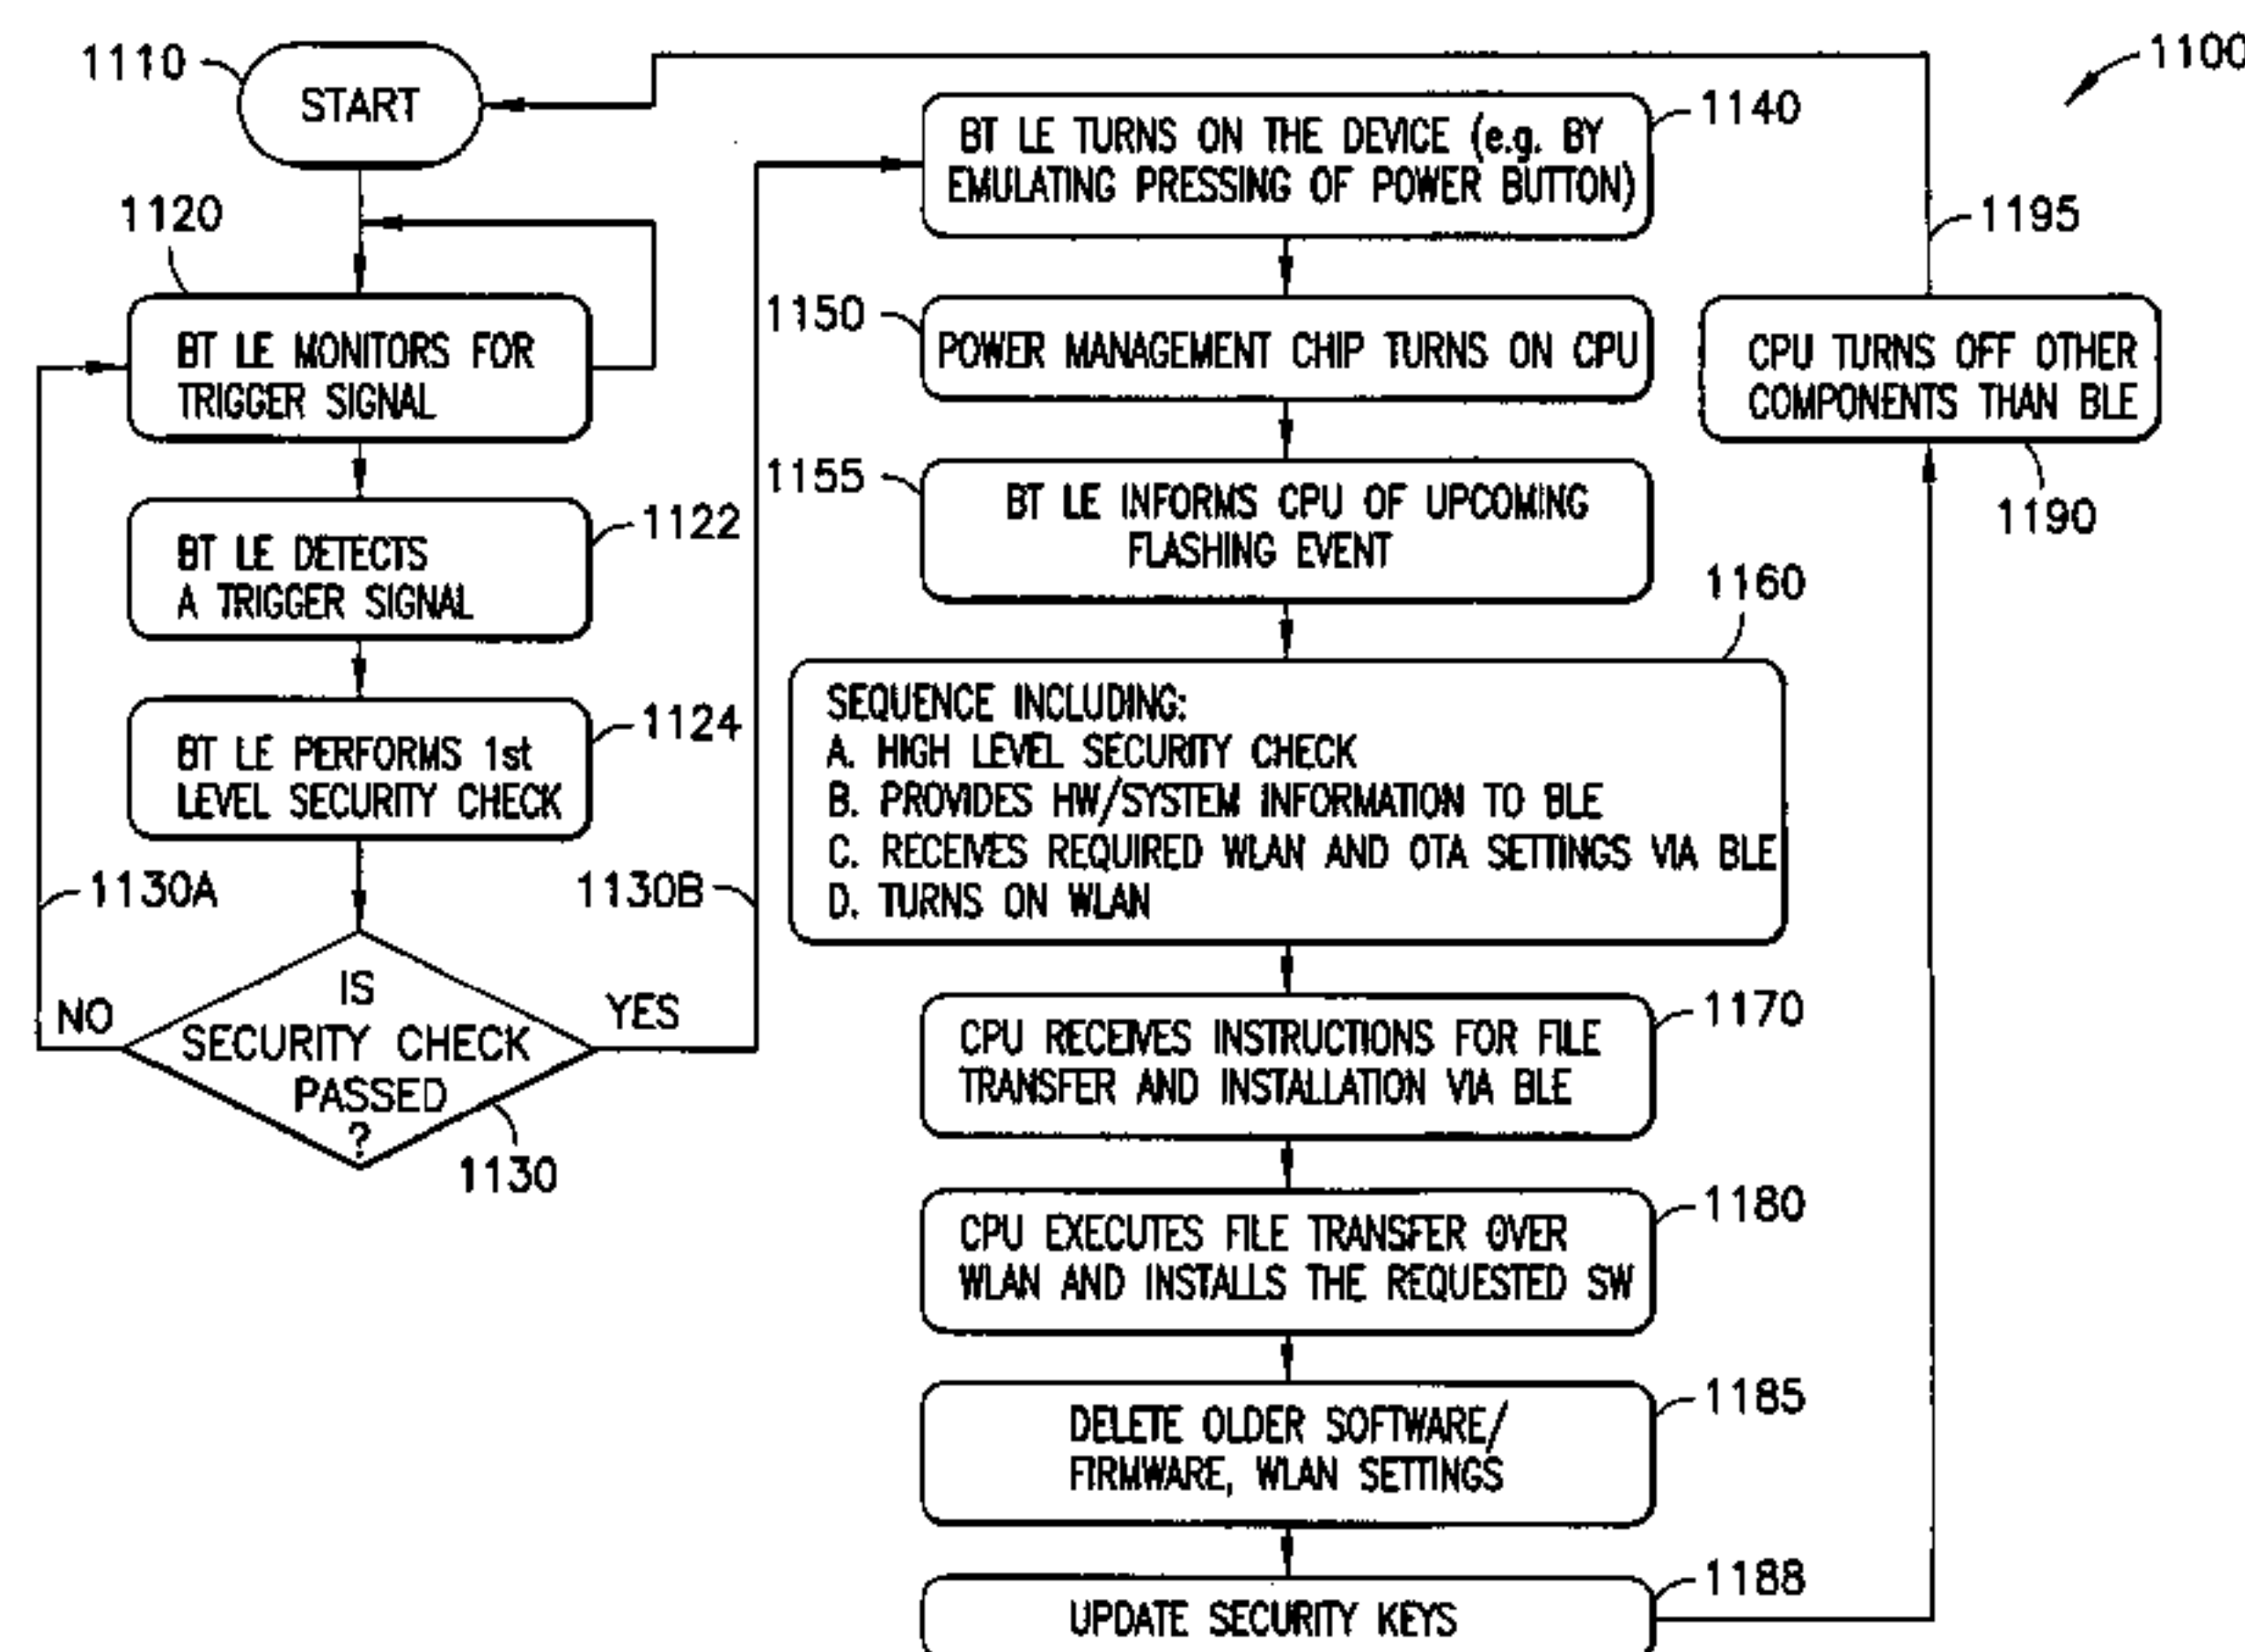 1100
1110
START
1120
BT LE MONITORS FOR
TRIGGER SIGNAL
BT LE DETECTS
A TRIGGER SIGNAL
1122
BT LE PERFORMS 1st
LEVEL SECURITY CHECK
1124
1130A
NO
IS
SECURITY CHECK
PASSED
?
1130
YES
1130B
BT LE TURNS ON THE DEVICE (e.g. BY
EMULATING PRESSING OF POWER BUTTON)
1140
1150
POWER MANAGEMENT CHIP TURNS ON CPU
1155
BT LE INFORMS CPU OF UPCOMING
FLASHING EVENT
1160
SEQUENCE INCLUDING:
A. HIGH LEVEL SECURITY CHECK
B. PROVIDES HW/SYSTEM INFORMATION TO BLE
C. RECEIVES REQUIRED WLAN AND OTA SETTINGS VIA BLE
D. TURNS ON WLAN
CPU RECEIVES INSTRUCTIONS FOR FILE
TRANSFER AND INSTALLATION VIA BLE
1170
CPU EXECUTES FILE TRANSFER OVER
WLAN AND INSTALLS THE REQUESTED SW
1180
DELETE OLDER SOFTWARE/
FIRMWARE, WLAN SETTINGS
1185
UPDATE SECURITY KEYS
1188
CPU TURNS OFF OTHER
COMPONENTS THAN BLE
1190
1195